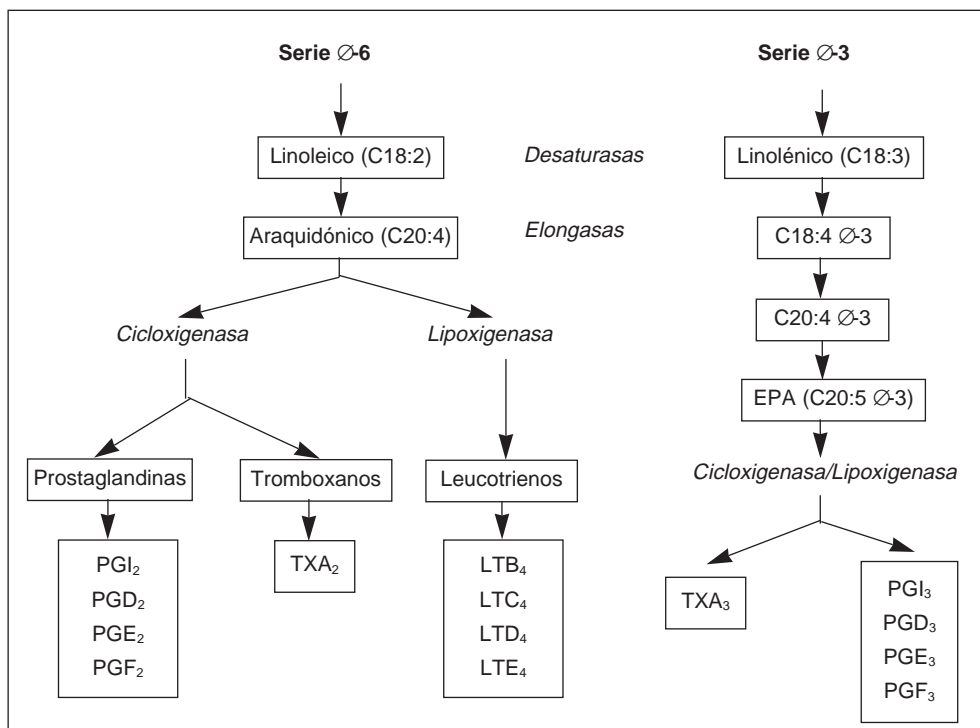 Serie ∅-6
Serie ∅-3
Linoleico (C18:2)
Desaturasas
Linolénico (C18:3)
Araquidónico (C20:4)
Elongasas
C18:4 ∅-3
C20:4 ∅-3
Cicloxigenasa
Lipoxigenasa
EPA (C20:5 ∅-3)
Prostaglandinas
Tromboxanos
Leucotrienos
Cicloxigenasa/Lipoxigenasa
PGI₂
PGD₂
PGE₂
PGF₂
TXA₂
LTB₄
LTC₄
LTD₄
LTE₄
TXA₃
PGI₃
PGD₃
PGE₃
PGF₃